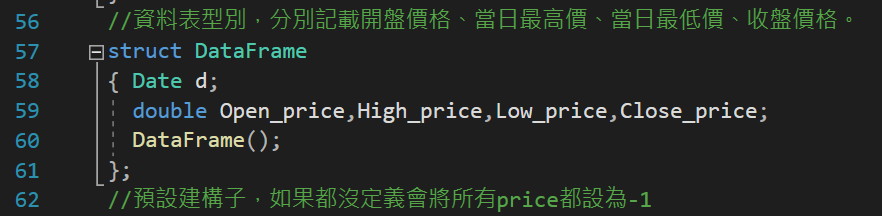 56 //資料表型別，分別記載開盤價格、當日最高價、當日最低價、收盤價格。
57 struct DataFrame
58 { Date d;
59 double Open_price,High_price,Low_price,Close_price;
60 DataFrame();
61 };
62 //預設建構子，如果都沒定義會將所有price都設為-1